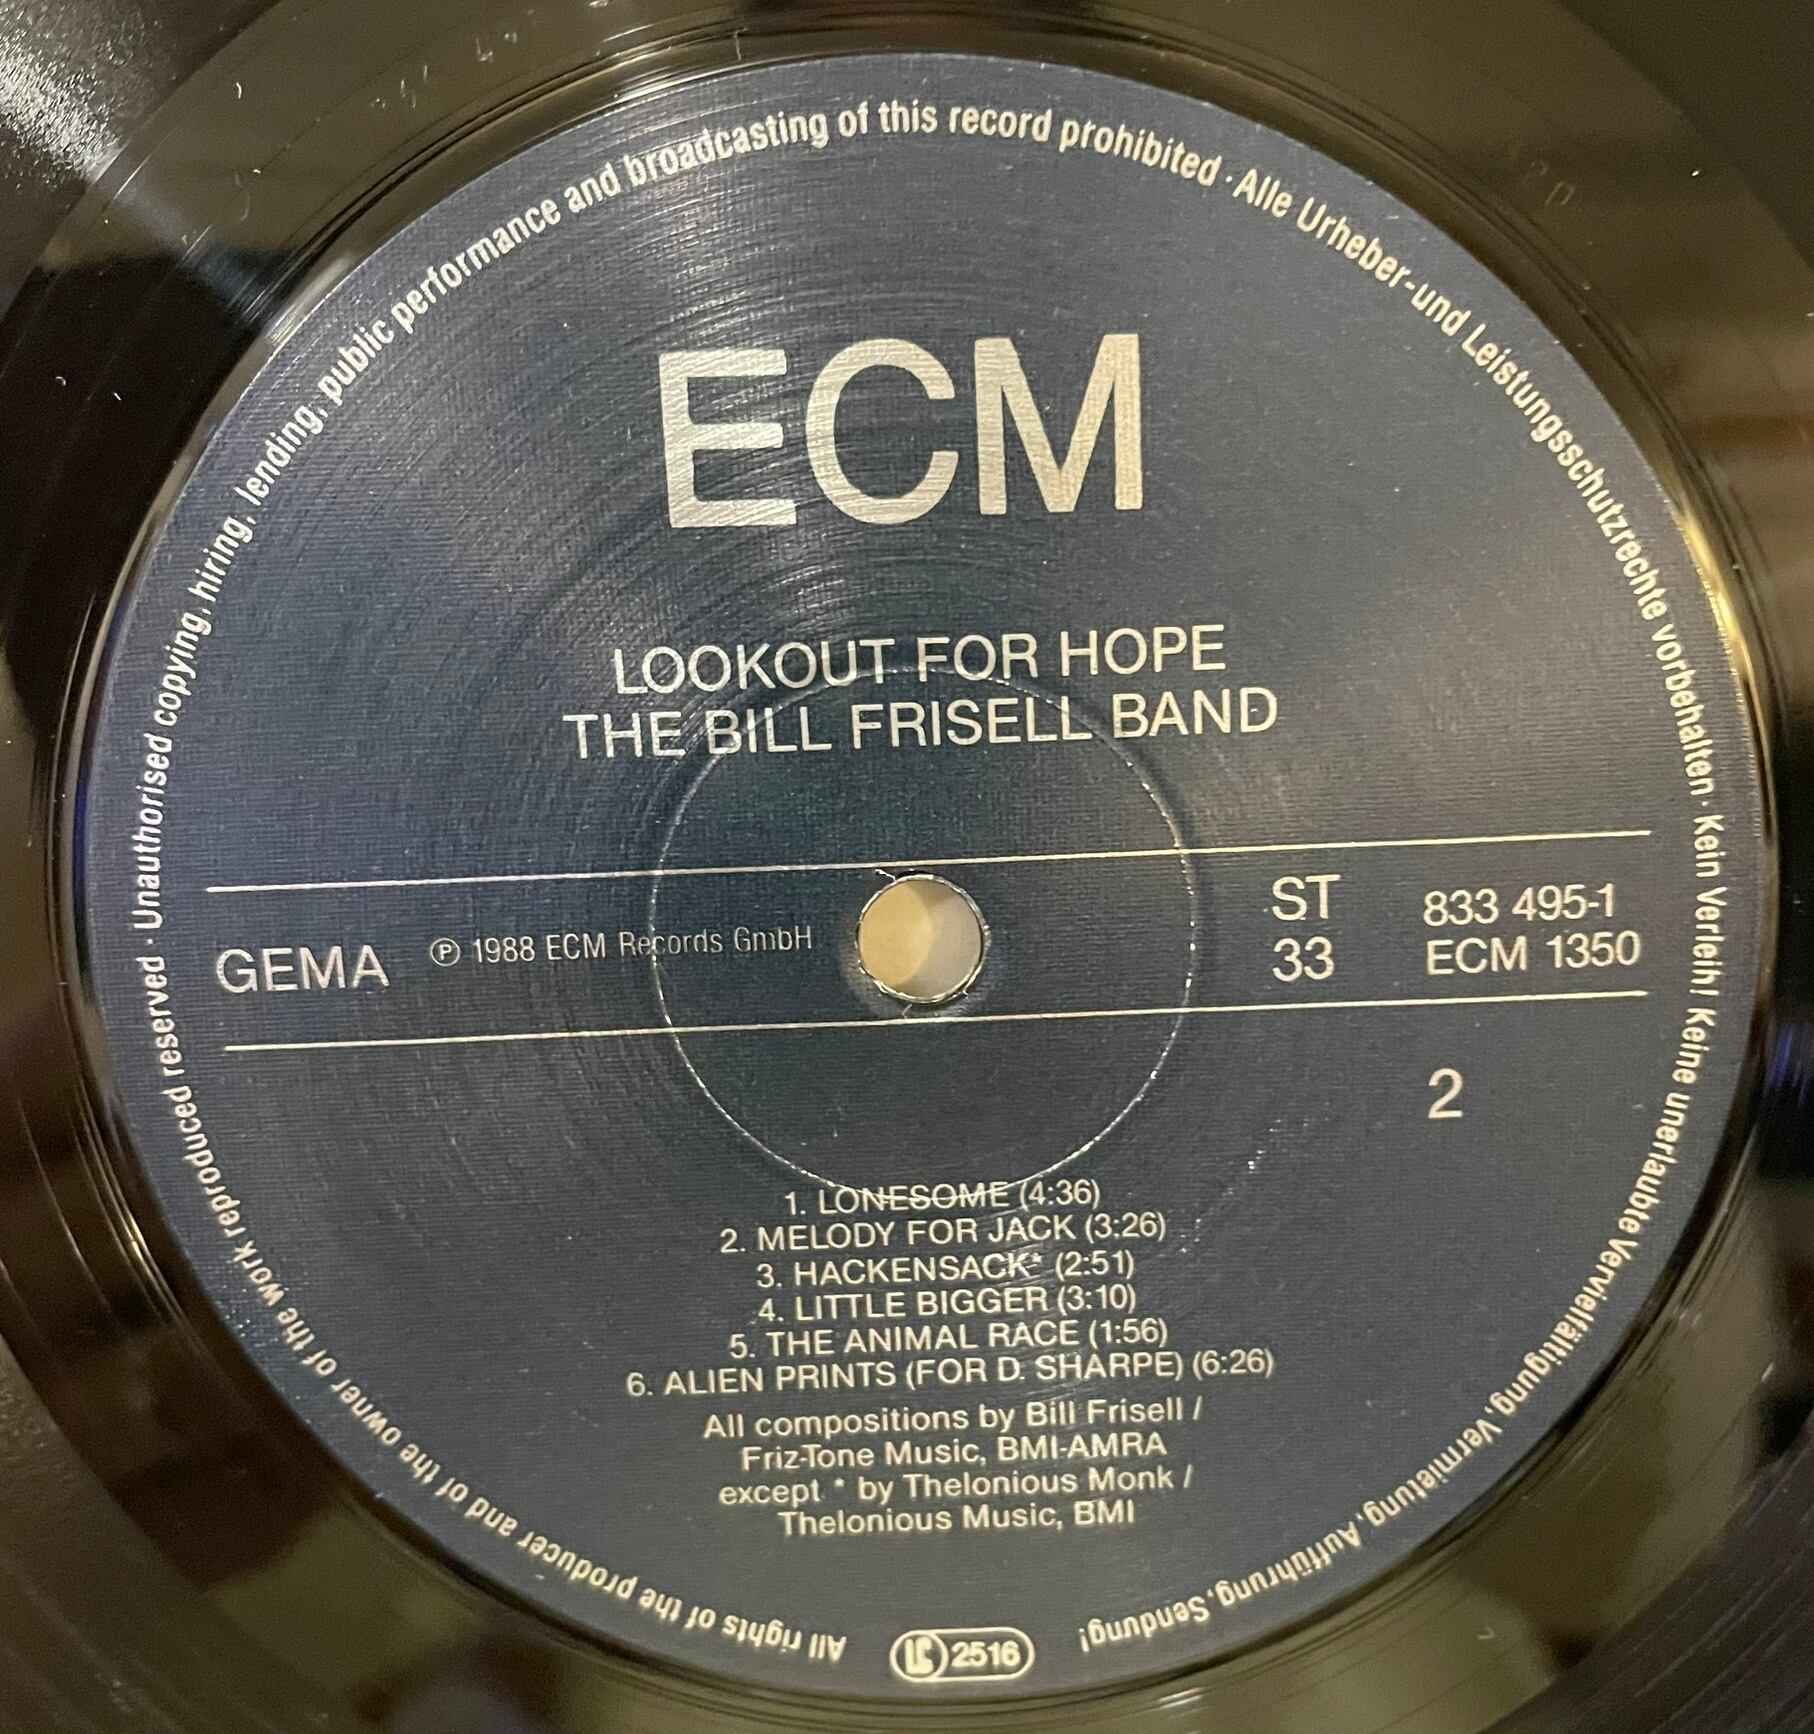 ECM
LOOKOUT FOR HOPE
THE BILL FRISELL BAND
GEMA
℗ 1988 ECM Records GmbH
ST
33
833 495-1
ECM 1350
2
1. LONESOME (4:36)
2. MELODY FOR JACK (3:26)
3. HACKENSACK* (2:51)
4. LITTLE BIGGER (3:10)
5. THE ANIMAL RACE (1:56)
6. ALIEN PRINTS (FOR D. SHARPE) (6:26)
All compositions by Bill Frisell /
Friz-Tone Music, BMI-AMRA
except * by Thelonious Monk /
Thelonious Music, BMI
All rights of the producer and of the owner of the work reproduced reserved · Unauthorised copying, hiring, lending, public performance and broadcasting of this record prohibited · Alle Urheber-und Leistungsschutzrechte vorbehalten · Kein Verleih! Keine unerlaubte Vervielfältigung, Vermietung, Aufführung, Sendung!
LC 2516